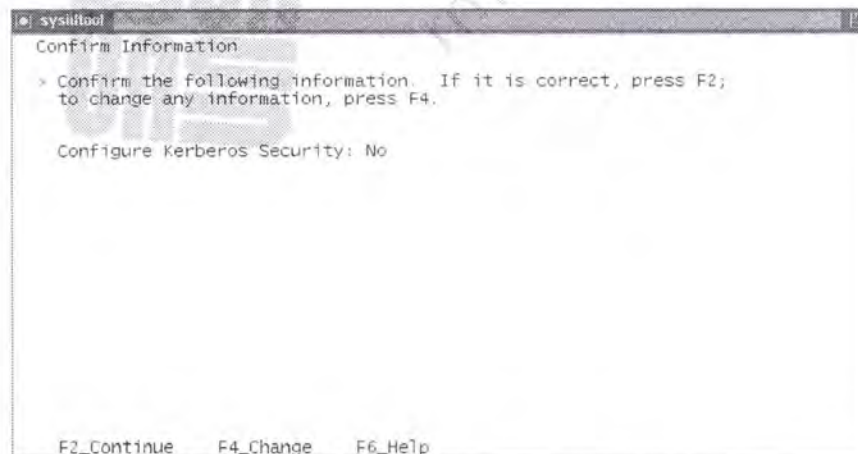 Confirm Information
> Confirm the following information. If it is correct, press F2;
to change any information, press F4.
Configure Kerberos Security: No
F2_Continue F4_Change F6_Help